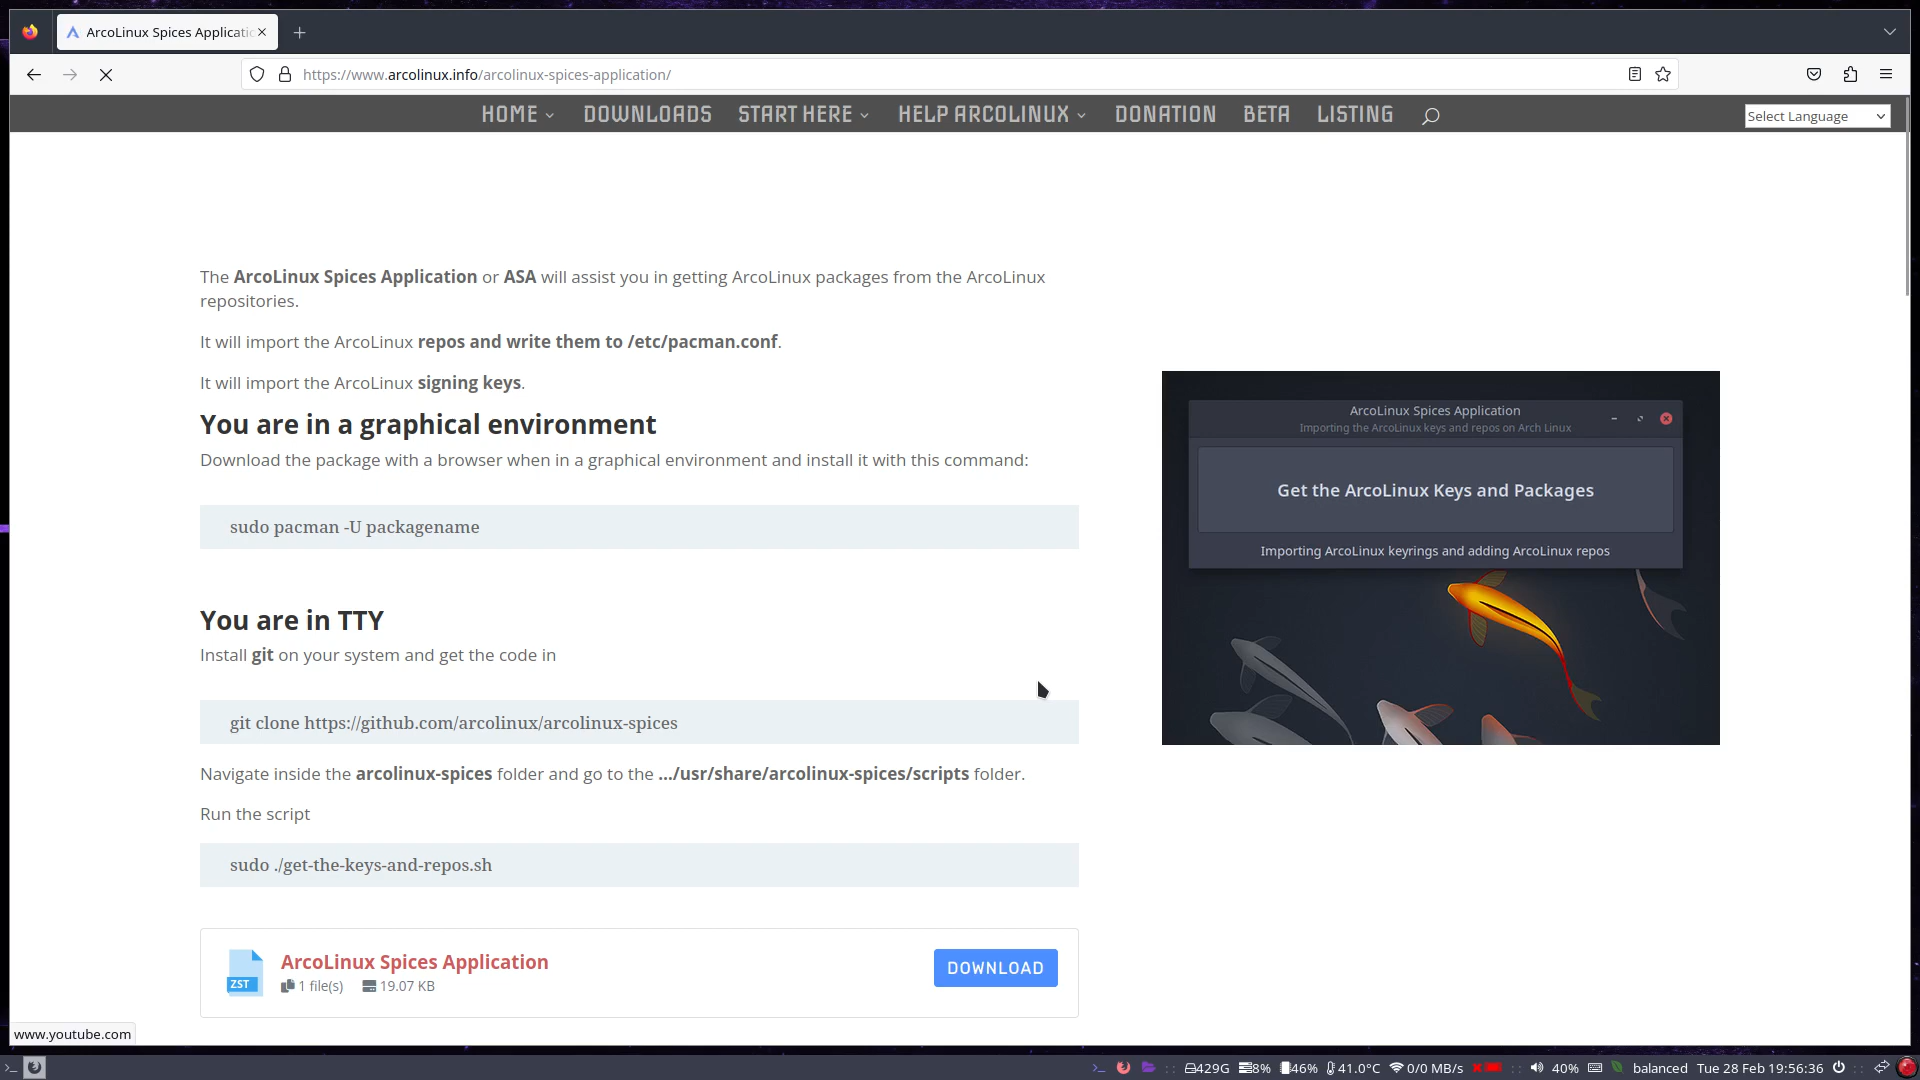 ArcoLinux Spices Applicatio
https://www.arcolinux.info/arcolinux-spices-application/
HOME DOWNLOADS START HERE HELP ARCOLINUX DONATION BETA LISTING
Select Language
The ArcoLinux Spices Application or ASA will assist you in getting ArcoLinux packages from the ArcoLinux
repositories.
It will import the ArcoLinux repos and write them to /etc/pacman.conf.
It will import the ArcoLinux signing keys.
You are in a graphical environment
Download the package with a browser when in a graphical environment and install it with this command:
sudo pacman -U packagename
You are in TTY
Install git on your system and get the code in
git clone https://github.com/arcolinux/arcolinux-spices
Navigate inside the arcolinux-spices folder and go to the .../usr/share/arcolinux-spices/scripts folder.
Run the script
sudo ./get-the-keys-and-repos.sh
ZST
ArcoLinux Spices Application
1 file(s) 19.07 KB
DOWNLOAD
ArcoLinux Spices Application
Importing the ArcoLinux keys and repos on Arch Linux
Get the ArcoLinux Keys and Packages
Importing ArcoLinux keyrings and adding ArcoLinux repos
www.youtube.com
429G 8% 46% 41.0°C 0/0 MB/s 40% balanced Tue 28 Feb 19:56:36